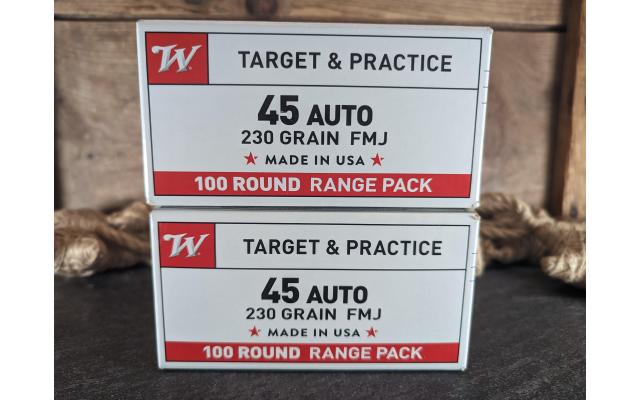 W
TARGET & PRACTICE
45 AUTO
230 GRAIN FMJ
★ MADE IN USA ★
100 ROUND RANGE PACK
W
TARGET & PRACTICE
45 AUTO
230 GRAIN FMJ
★ MADE IN USA ★
100 ROUND RANGE PACK